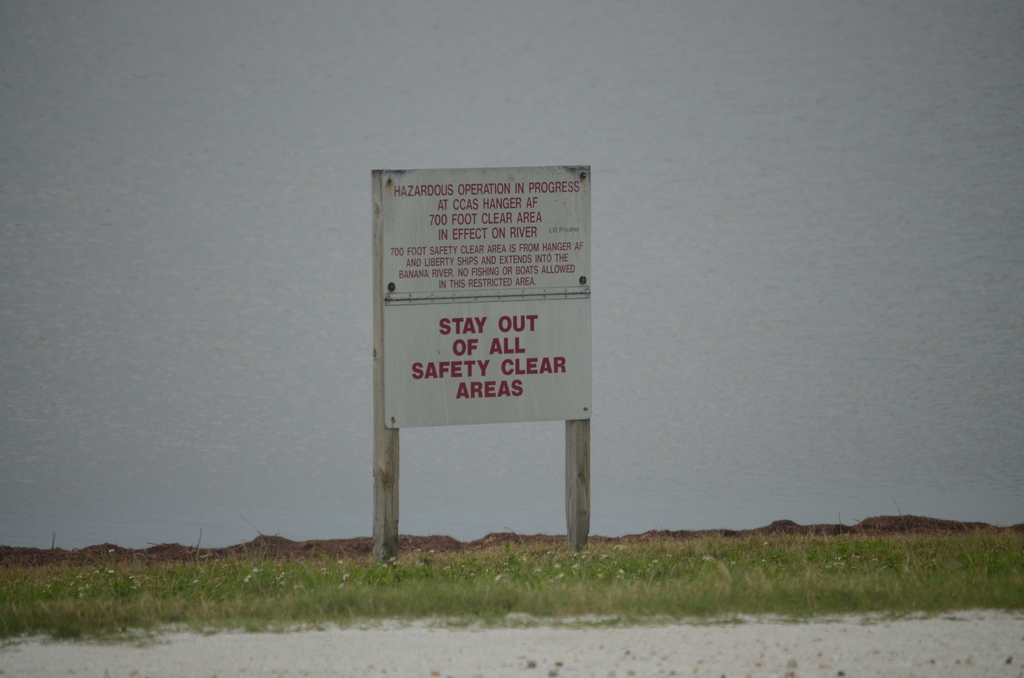 HAZARDOUS OPERATION IN PROGRESS
AT CCAS HANGER AF
700 FOOT CLEAR AREA
IN EFFECT ON RIVER
700 FOOT SAFETY CLEAR AREA IS FROM HANGER AF
AND LIBERTY SHIPS AND EXTENDS INTO THE
BANANA RIVER. NO FISHING OR BOATS ALLOWED
IN THIS RESTRICTED AREA.
STAY OUT
OF ALL
SAFETY CLEAR
AREAS